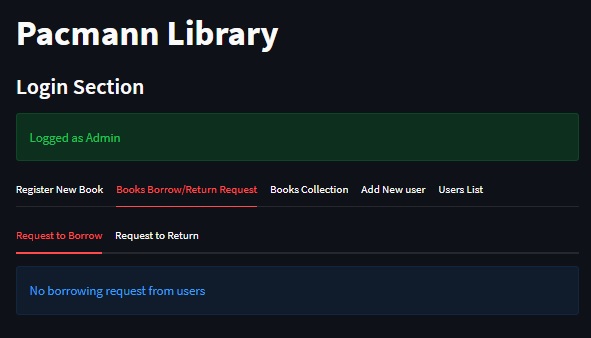 Pacmann Library
Login Section
Logged as Admin
Register New Book Books Borrow/Return Request Books Collection Add New user Users List
Request to Borrow Request to Return
No borrowing request from users